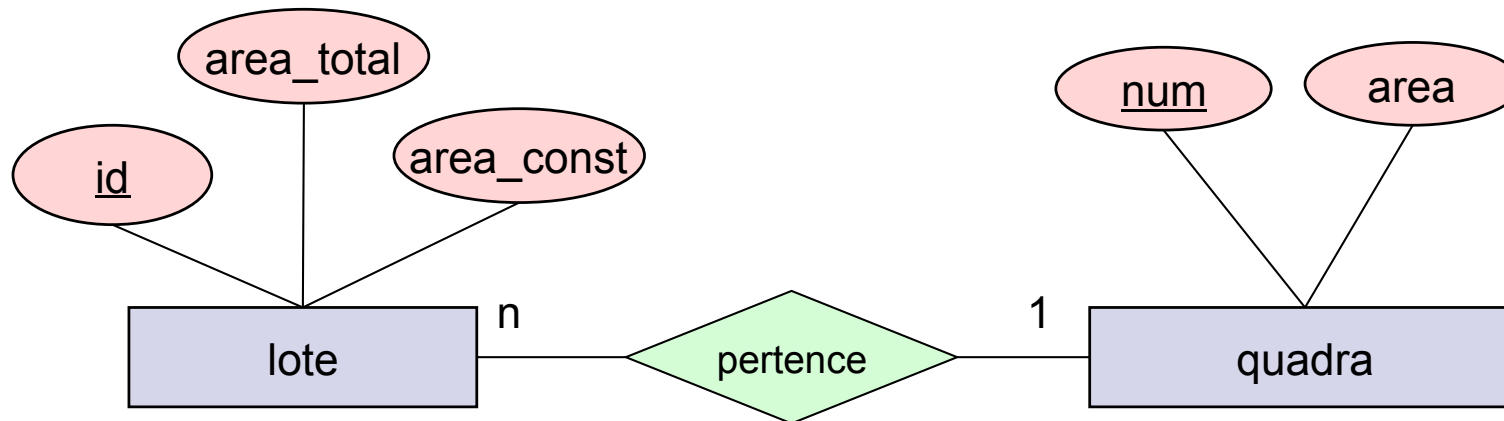 area_total
num
area
area_const
id
n
1
lote
pertence
quadra